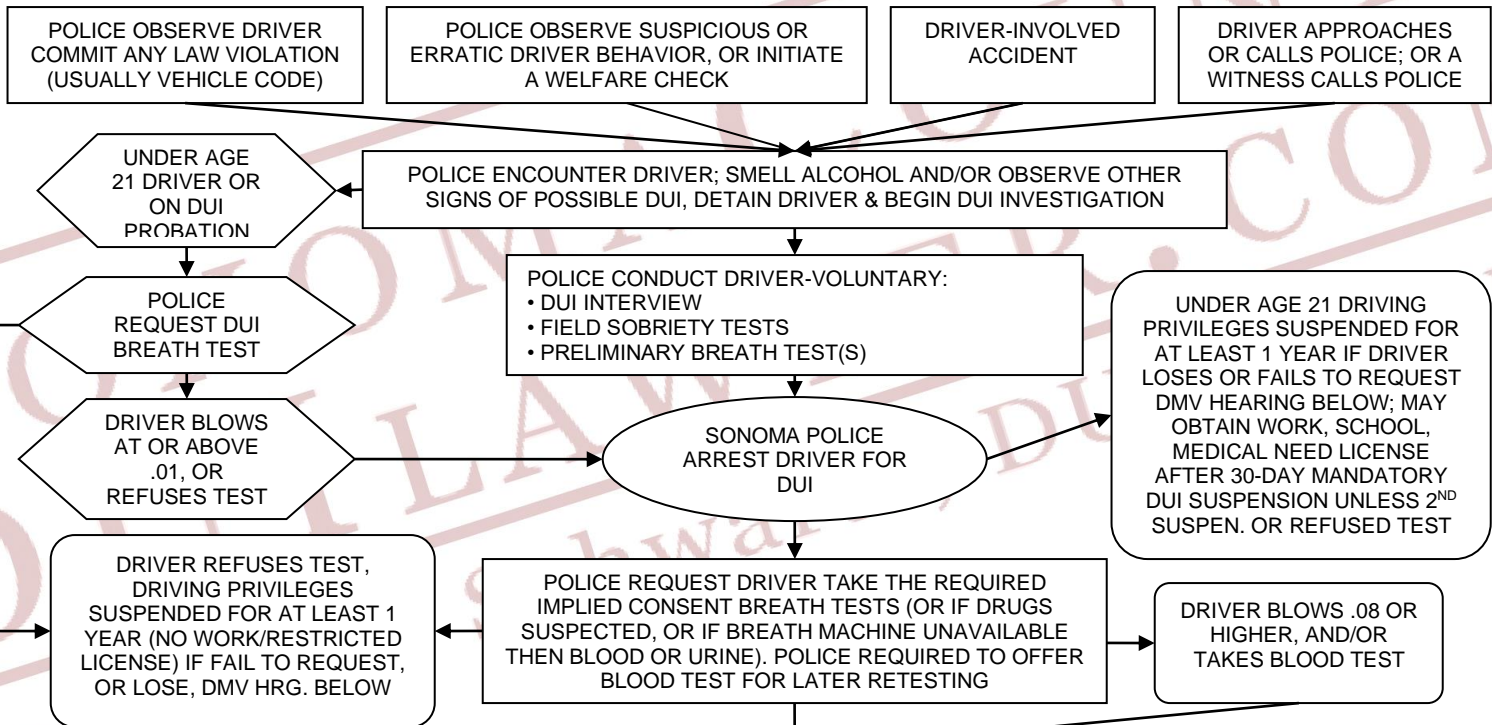 POLICE OBSERVE DRIVER
COMMIT ANY LAW VIOLATION
(USUALLY VEHICLE CODE)
POLICE OBSERVE SUSPICIOUS OR
ERRATIC DRIVER BEHAVIOR, OR INITIATE
A WELFARE CHECK
DRIVER-INVOLVED
ACCIDENT
DRIVER APPROACHES
OR CALLS POLICE; OR A
WITNESS CALLS POLICE
UNDER AGE
21 DRIVER OR
ON DUI
PROBATION
POLICE ENCOUNTER DRIVER; SMELL ALCOHOL AND/OR OBSERVE OTHER
SIGNS OF POSSIBLE DUI, DETAIN DRIVER & BEGIN DUI INVESTIGATION
POLICE
REQUEST DUI
BREATH TEST
POLICE CONDUCT DRIVER-VOLUNTARY:
• DUI INTERVIEW
• FIELD SOBRIETY TESTS
• PRELIMINARY BREATH TEST(S)
UNDER AGE 21 DRIVING
PRIVILEGES SUSPENDED FOR
AT LEAST 1 YEAR IF DRIVER
LOSES OR FAILS TO REQUEST
DMV HEARING BELOW; MAY
OBTAIN WORK, SCHOOL,
MEDICAL NEED LICENSE
AFTER 30-DAY MANDATORY
DUI SUSPENSION UNLESS 2ND
SUSPEN. OR REFUSED TEST
DRIVER BLOWS
AT OR ABOVE
.01, OR
REFUSES TEST
SONOMA POLICE
ARREST DRIVER FOR
DUI
DRIVER REFUSES TEST,
DRIVING PRIVILEGES
SUSPENDED FOR AT LEAST 1
YEAR (NO WORK/RESTRICTED
LICENSE) IF FAIL TO REQUEST,
OR LOSE, DMV HRG. BELOW
POLICE REQUEST DRIVER TAKE THE REQUIRED
IMPLIED CONSENT BREATH TESTS (OR IF DRUGS
SUSPECTED, OR IF BREATH MACHINE UNAVAILABLE
THEN BLOOD OR URINE). POLICE REQUIRED TO OFFER
BLOOD TEST FOR LATER RETESTING
DRIVER BLOWS .08 OR
HIGHER, AND/OR
TAKES BLOOD TEST